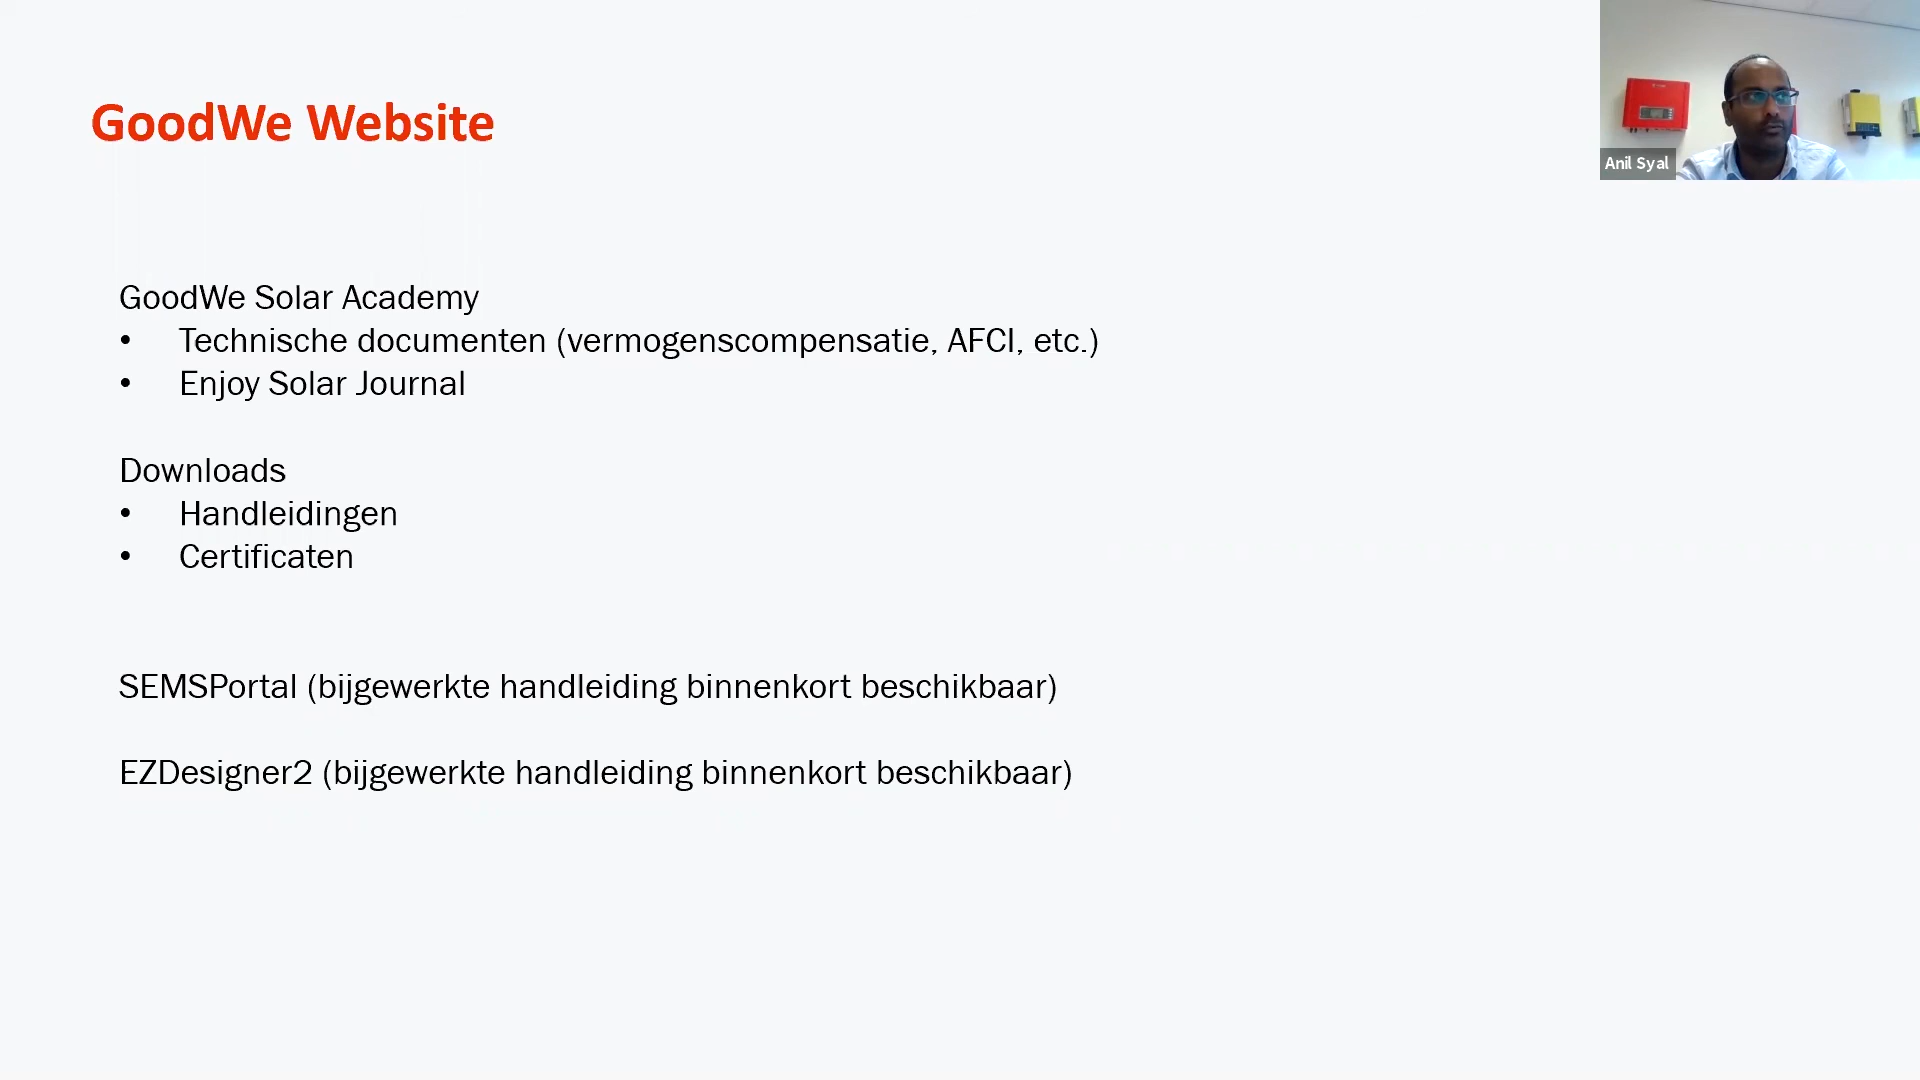 GoodWe Website
Anil Syal
GoodWe Solar Academy
• Technische documenten (vermogenscompensatie, AFCI, etc.)
• Enjoy Solar Journal
Downloads
• Handleidingen
• Certificaten
SEMSPortal (bijgewerkte handleiding binnenkort beschikbaar)
EZDesigner2 (bijgewerkte handleiding binnenkort beschikbaar)